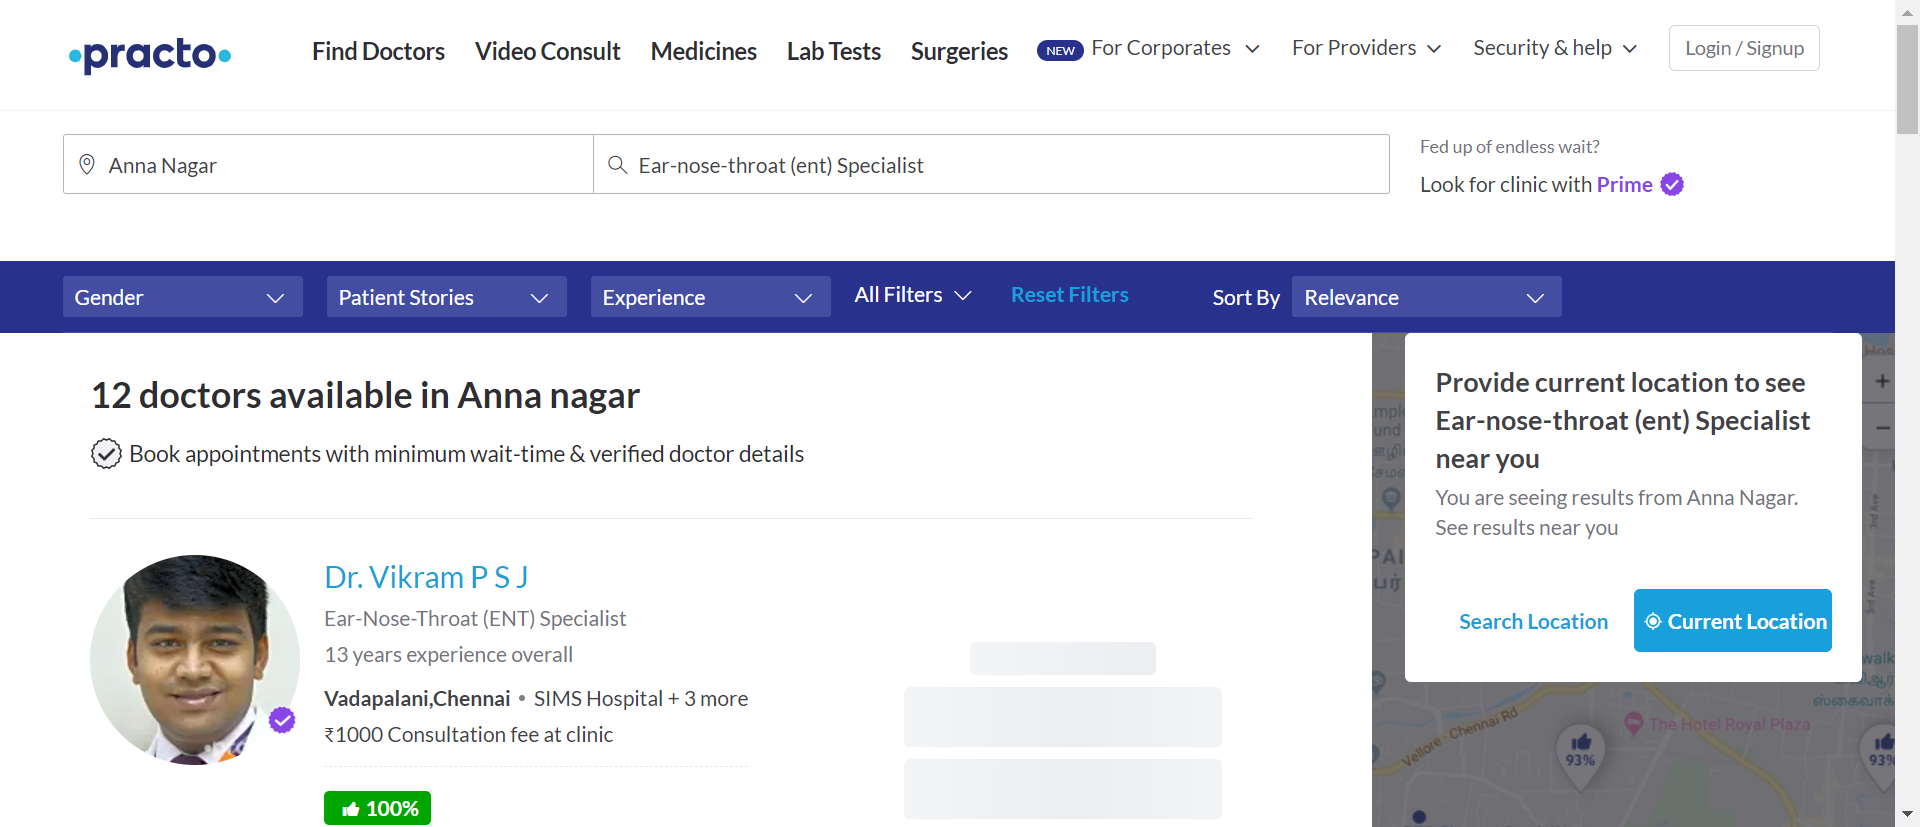 practo
Find Doctors
Video Consult
Medicines
Lab Tests
Surgeries
NEW For Corporates
For Providers
Security & help
Login / Signup
Anna Nagar
Ear-nose-throat (ent) Specialist
Fed up of endless wait?
Look for clinic with Prime
Gender
Patient Stories
Experience
All Filters
Reset Filters
Sort By
Relevance
12 doctors available in Anna nagar
Book appointments with minimum wait-time & verified doctor details
Dr. Vikram P S J
Ear-Nose-Throat (ENT) Specialist
13 years experience overall
Vadapalani,Chennai • SIMS Hospital + 3 more
₹1000 Consultation fee at clinic
100%
Provide current location to see
Ear-nose-throat (ent) Specialist
near you
You are seeing results from Anna Nagar.
See results near you
Search Location
Current Location
+
−
3rd Ave
3rd Ave
Vellore - Chennai Rd
The Hotel Royal Plaza
93%
93%